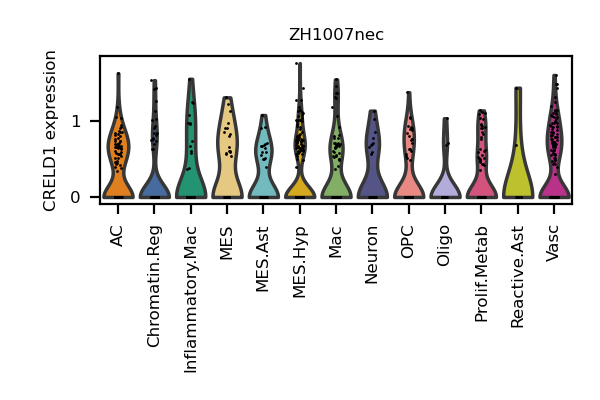 ZH1007nec
CRELD1 expression
1
0
AC
Chromatin.Reg
Inflammatory.Mac
MES
MES.Ast
MES.Hyp
Mac
Neuron
OPC
Oligo
Prolif.Metab
Reactive.Ast
Vasc